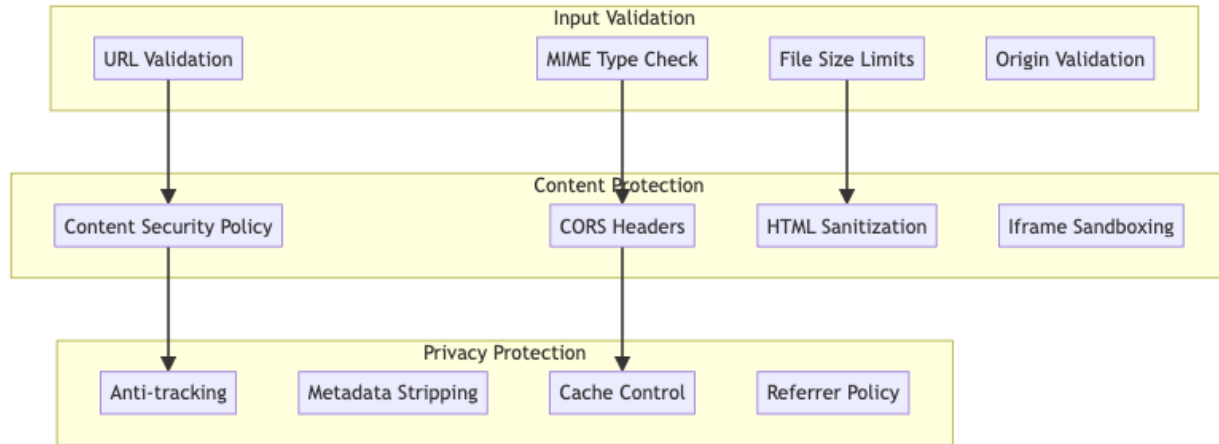 Input Validation
URL Validation
MIME Type Check
File Size Limits
Origin Validation
Content Protection
Content Security Policy
CORS Headers
HTML Sanitization
Iframe Sandboxing
Privacy Protection
Anti-tracking
Metadata Stripping
Cache Control
Referrer Policy